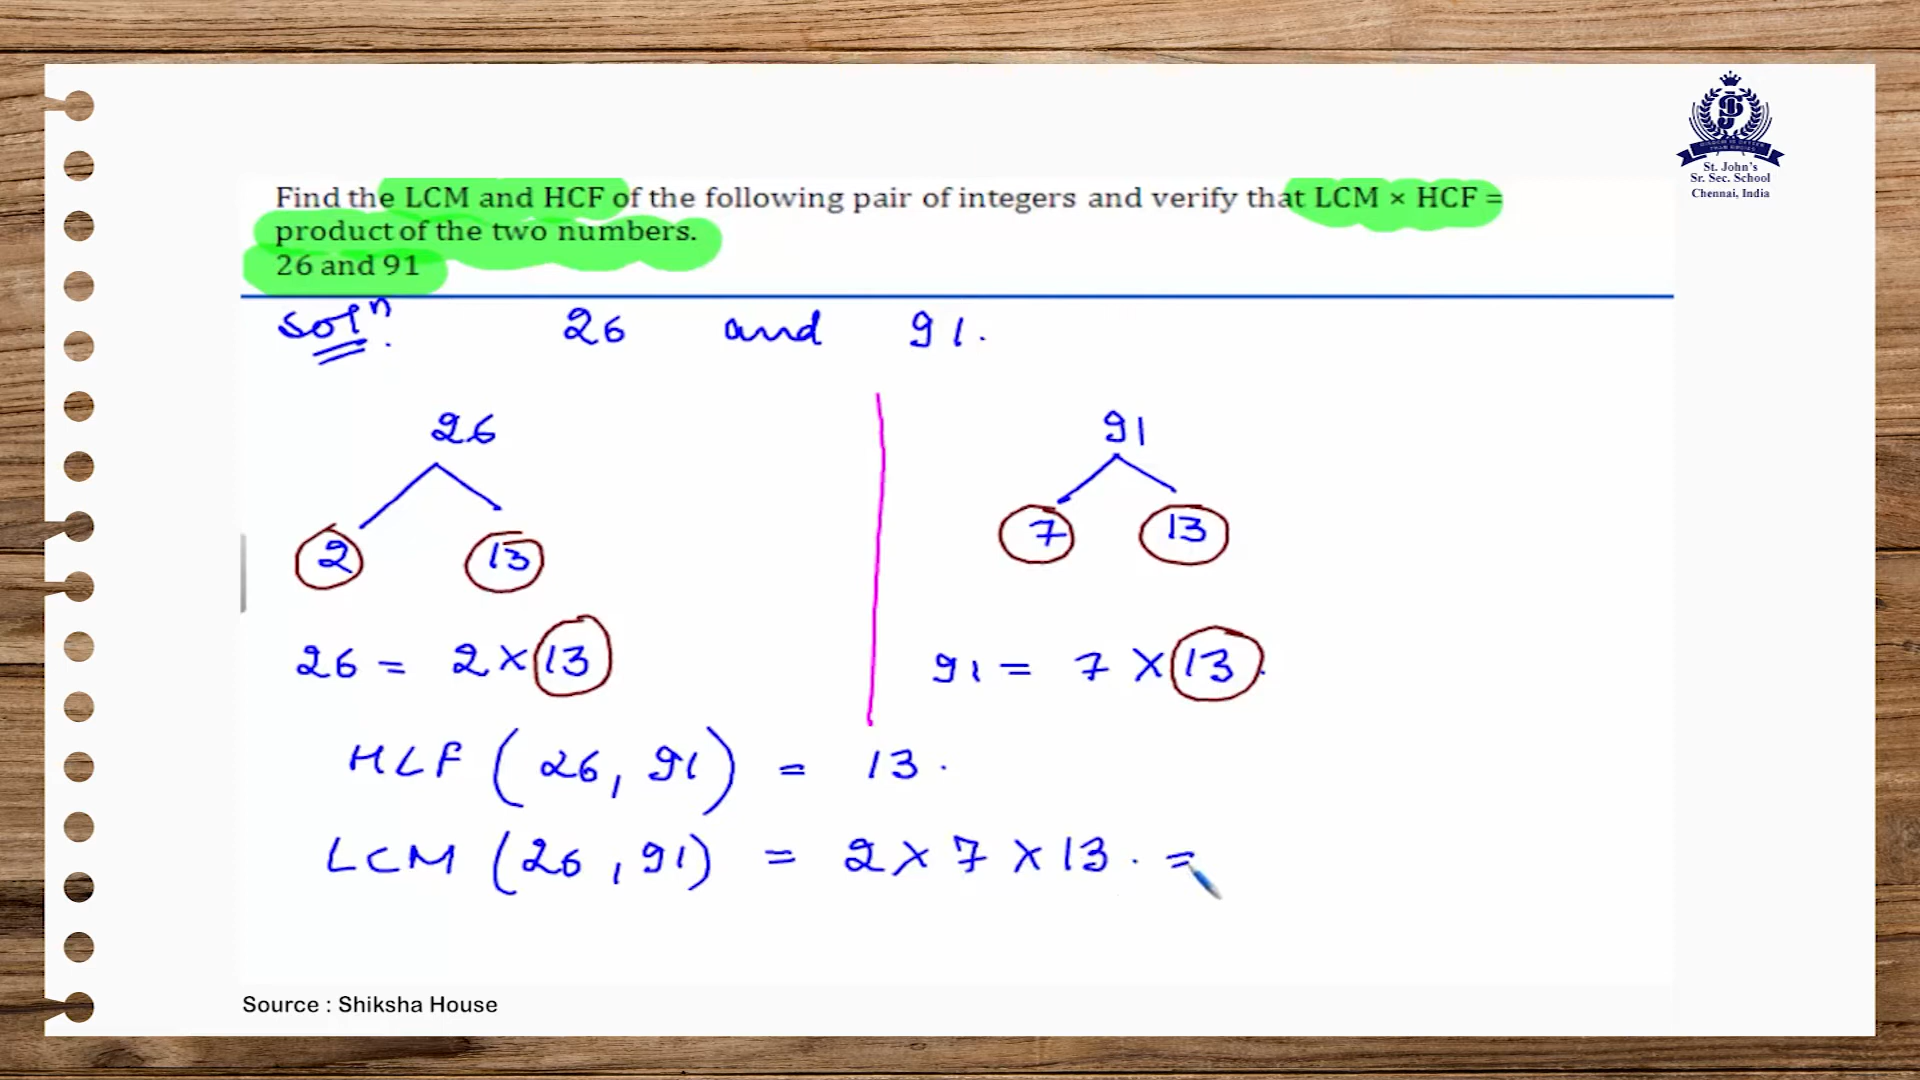 St. John's
Sr. Sec. School
Chennai, India
Find the LCM and HCF of the following pair of integers and verify that LCM × HCF =
product of the two numbers.
26 and 91
Solⁿ. 26 and 91.
26 91
2 13 7 13
26 = 2 × 13 91 = 7 × 13.
HCF (26, 91) = 13.
LCM (26, 91) = 2 × 7 × 13. =
Source : Shiksha House